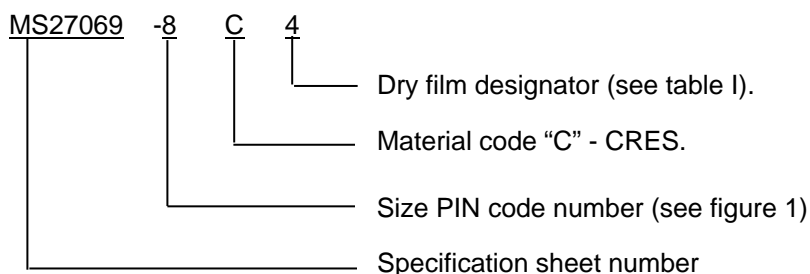 MS27069 -8 C 4
Dry film designator (see table I).
Material code “C” - CRES.
Size PIN code number (see figure 1)
Specification sheet number